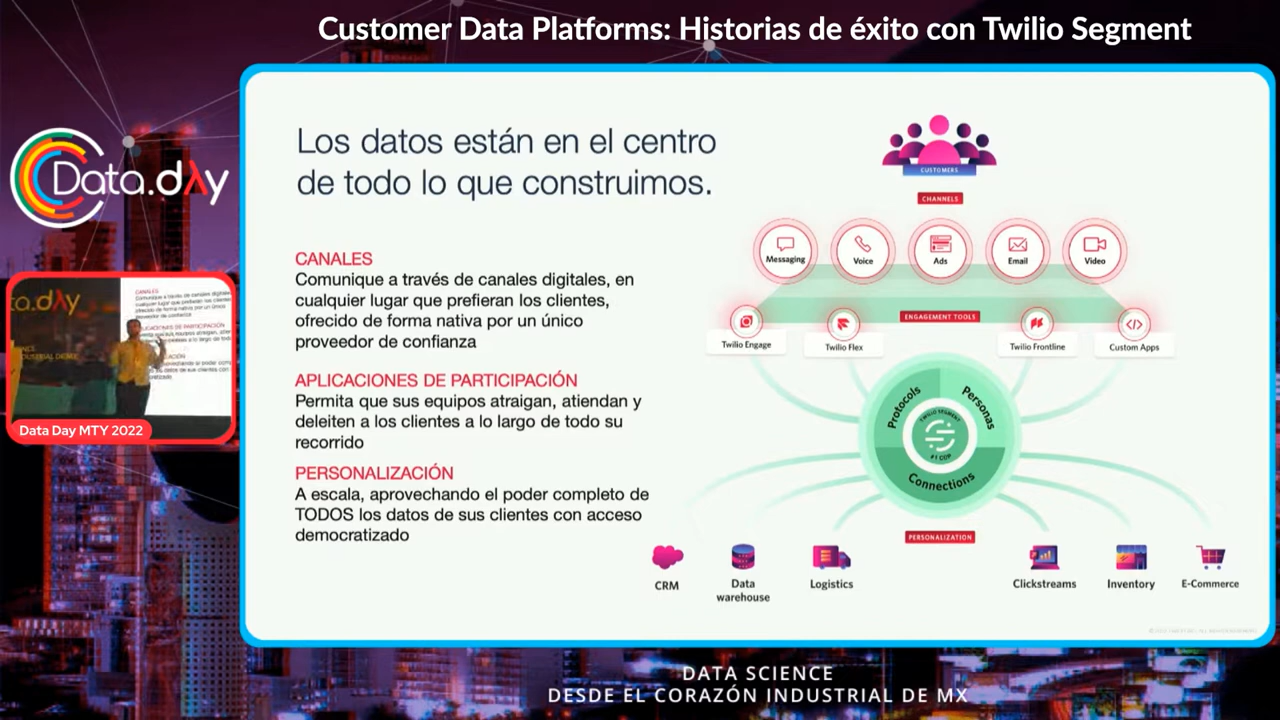 Customer Data Platforms: Historias de éxito con Twilio Segment
Data.dλy
Los datos están en el centro
de todo lo que construimos.
CANALES
Comunique a través de canales digitales, en
cualquier lugar que prefieran los clientes,
ofrecido de forma nativa por un único
proveedor de confianza
APLICACIONES DE PARTICIPACIÓN
Permita que sus equipos atraigan, atiendan y
deleiten a los clientes a lo largo de todo su
recorrido
PERSONALIZACIÓN
A escala, aprovechando el poder completo de
TODOS los datos de sus clientes con acceso
democratizado
CUSTOMERS
CHANNELS
Messaging
Voice
Ads
Email
Video
ENGAGEMENT TOOLS
Twilio Engage
Twilio Flex
Twilio Frontline
Custom Apps
Protocols
Personas
Connections
TWILIO SEGMENT
#1 CDP
PERSONALIZATION
CRM
Data
warehouse
Logistics
Clickstreams
Inventory
E-Commerce
Data Day MTY 2022
DATA SCIENCE
DESDE EL CORAZÓN INDUSTRIAL DE MX